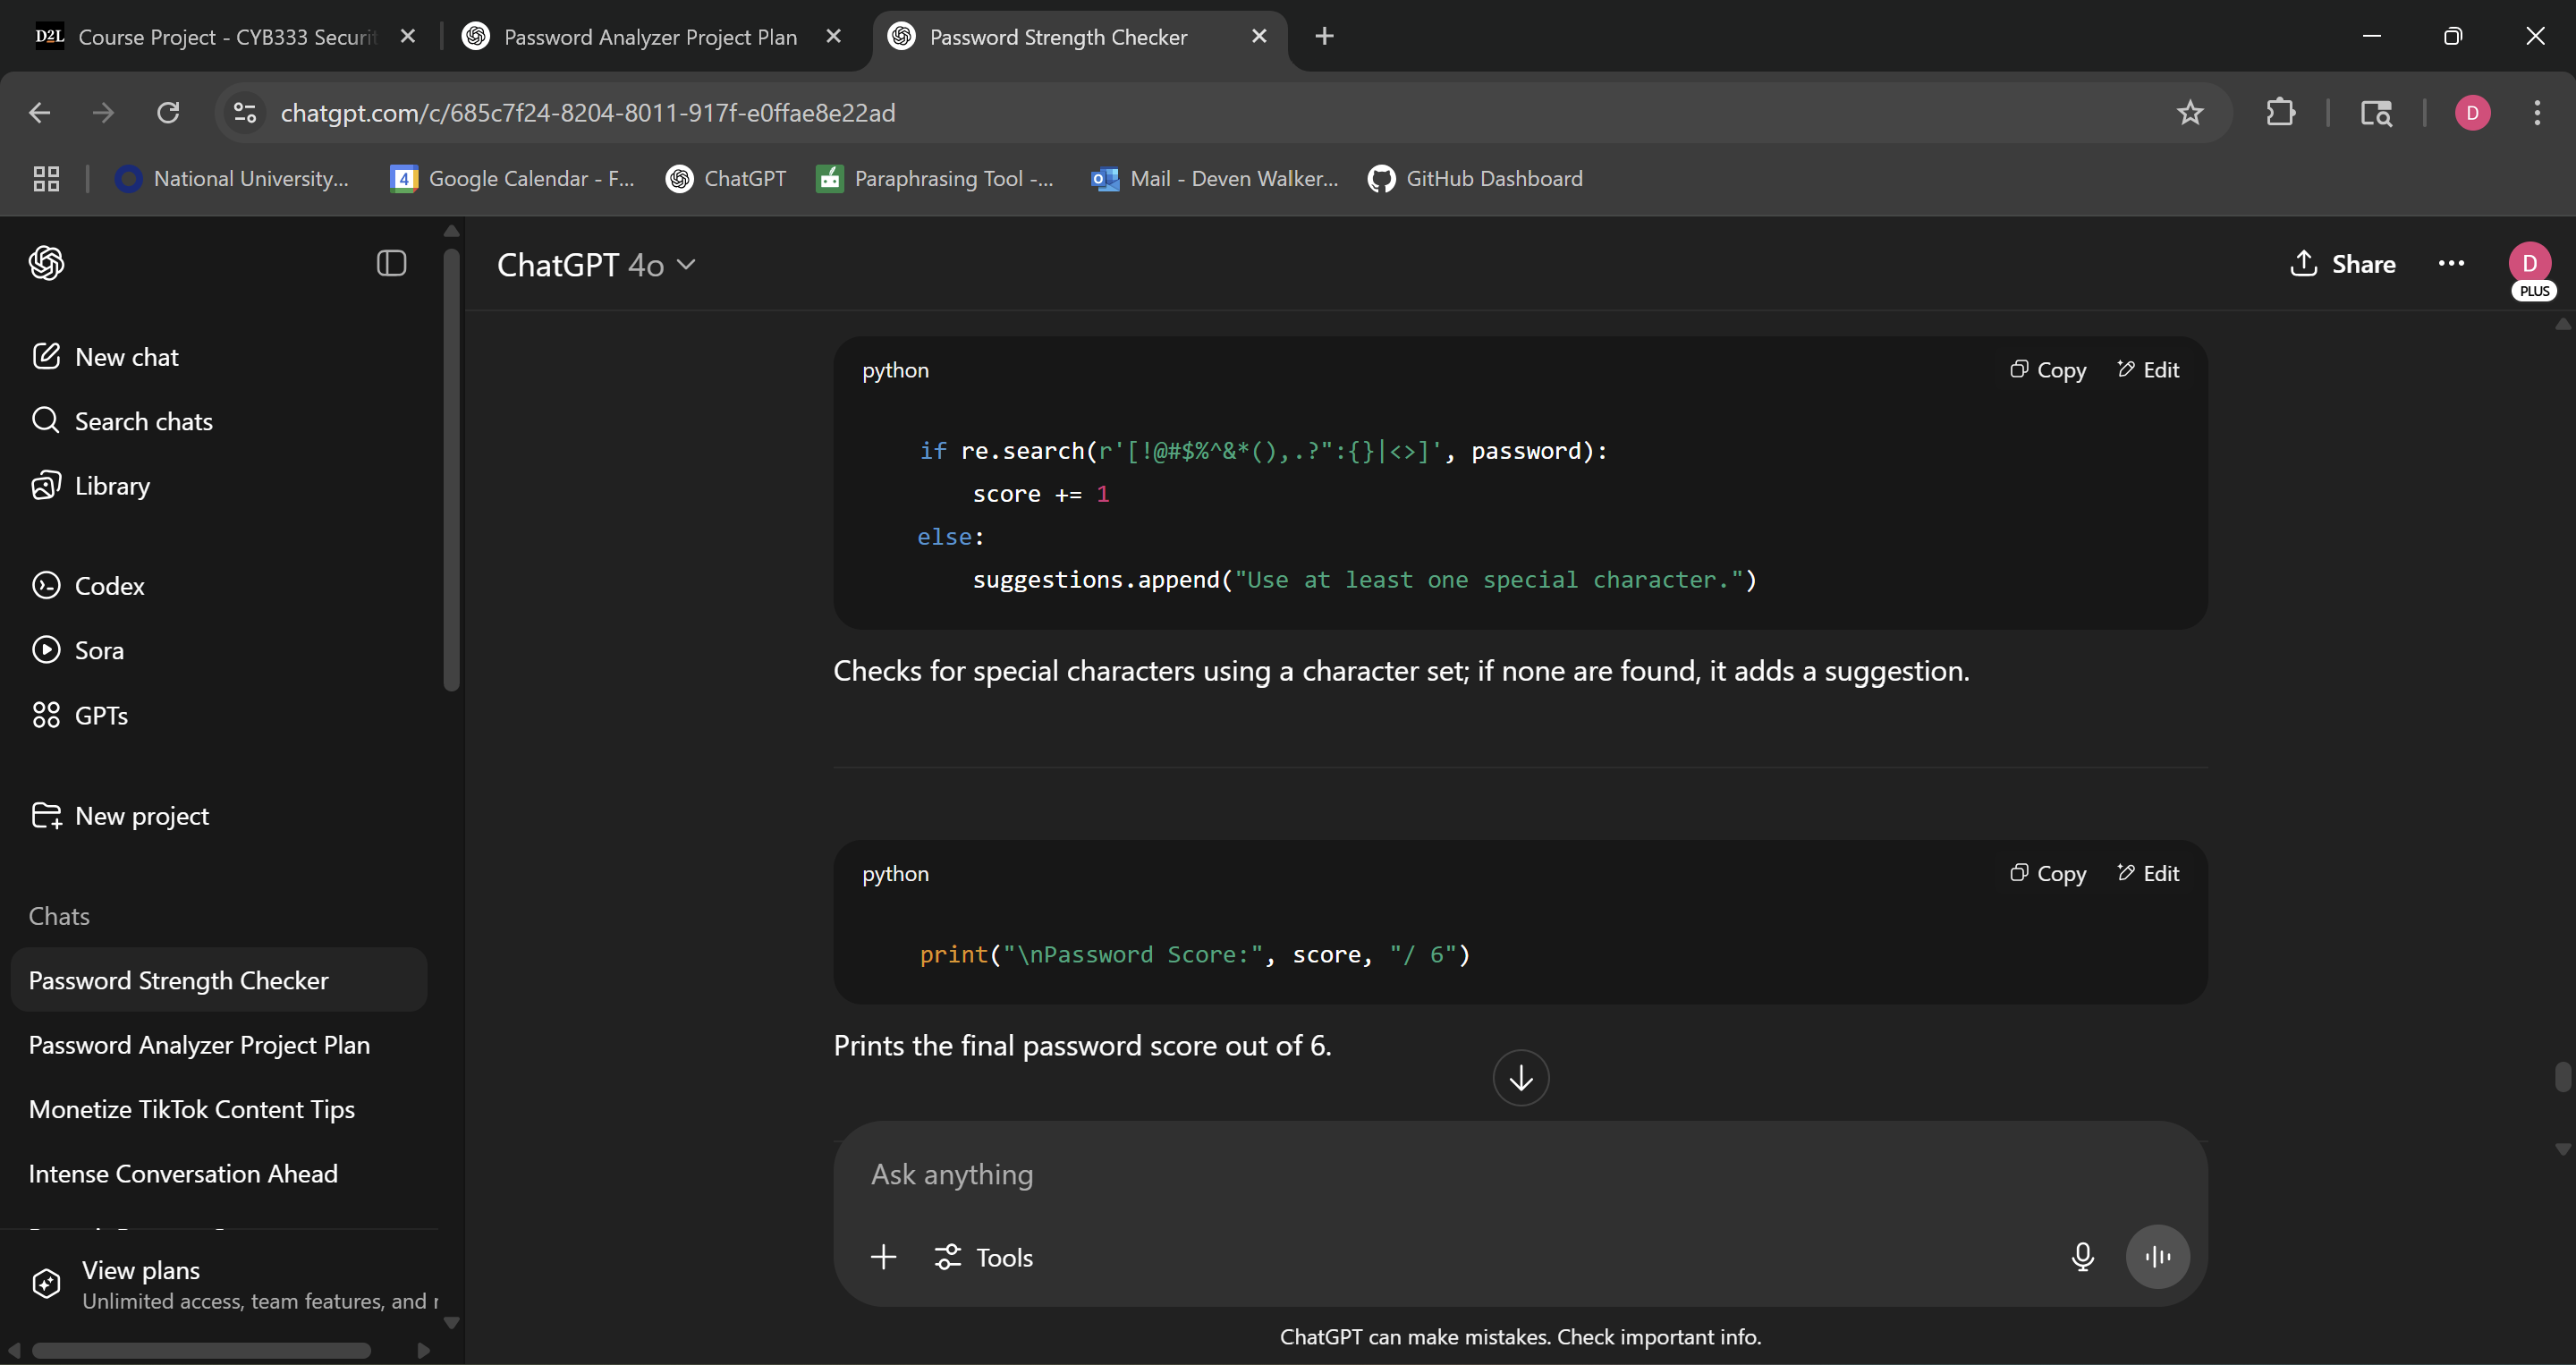 D2L Course Project - CYB333 Securit
Password Analyzer Project Plan
Password Strength Checker
chatgpt.com/c/685c7f24-8204-8011-917f-e0ffae8e22ad
D
National University...
4 Google Calendar - F...
ChatGPT
Paraphrasing Tool -...
Mail - Deven Walker...
GitHub Dashboard
ChatGPT 4o
Share
D
PLUS
New chat
Search chats
Library
Codex
Sora
GPTs
New project
Chats
Password Strength Checker
Password Analyzer Project Plan
Monetize TikTok Content Tips
Intense Conversation Ahead
View plans
Unlimited access, team features, and
python
Copy Edit
if re.search(r'[!@#$%^&*(),.?":{}|<>]', password):
score += 1
else:
suggestions.append("Use at least one special character.")
Checks for special characters using a character set; if none are found, it adds a suggestion.
python
Copy Edit
print("\nPassword Score:", score, "/ 6")
Prints the final password score out of 6.
Ask anything
Tools
ChatGPT can make mistakes. Check important info.